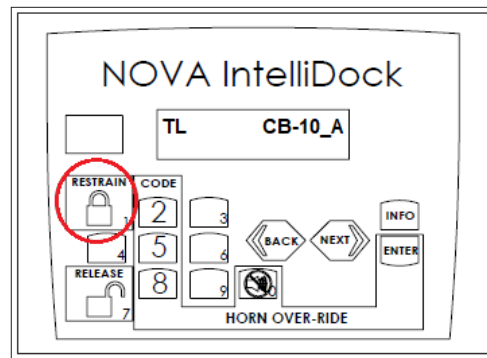 NOVA IntelliDock
TL CB-10_A
RESTRAIN CODE
1 2 3
BACK NEXT
INFO
4 5 6
ENTER
RELEASE
7 8 9 0
HORN OVER-RIDE